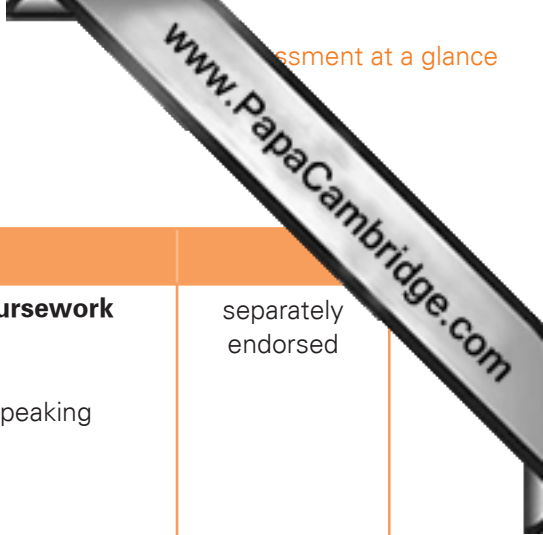 ssment at a glance
www.PapaCambridge.com
ursework
separately
endorsed
peaking